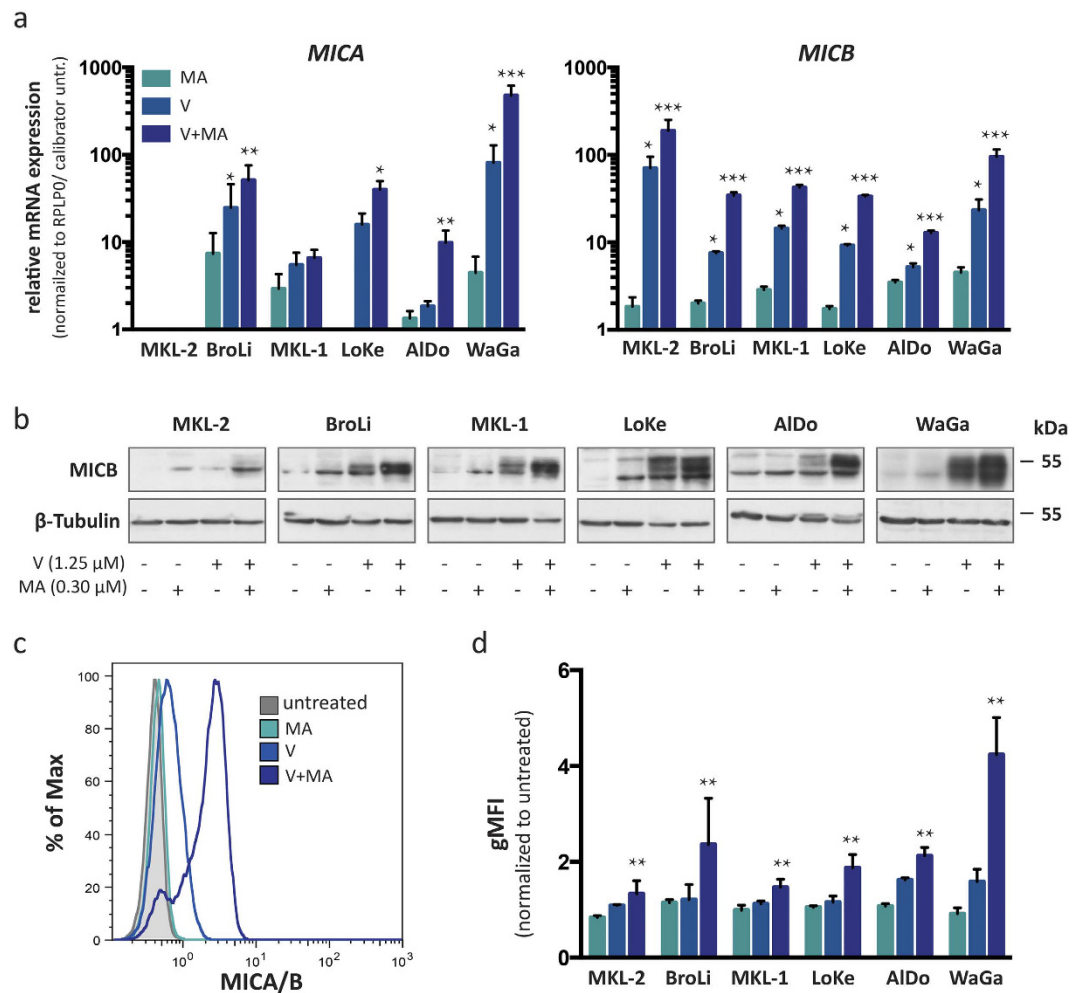 a
MICA
MICB
relative mRNA expression
(normalized to RPLP0/ calibrator untr.)
1000
100
10
1
MA
V
V+MA
* ** * ** * ***
MKL-2 BroLi MKL-1 LoKe AlDo WaGa
1000
100
10
1
* *** * *** * *** * *** * *** * ***
MKL-2 BroLi MKL-1 LoKe AlDo WaGa
b
MKL-2 BroLi MKL-1 LoKe AlDo WaGa kDa
MICB
55
β-Tubulin
55
V (1.25 µM) - - + + - - + + - - + + - - + + - - + + - - + +
MA (0.30 µM) - + - + - + - + - + - + - + - + - + - + - + - +
c
% of Max
100
80
60
40
20
0
untreated
MA
V
V+MA
10⁰ 10¹ 10² 10³
MICA/B
d
gMFI
(normalized to untreated)
6
4
2
0
** ** ** ** ** **
MKL-2 BroLi MKL-1 LoKe AlDo WaGa